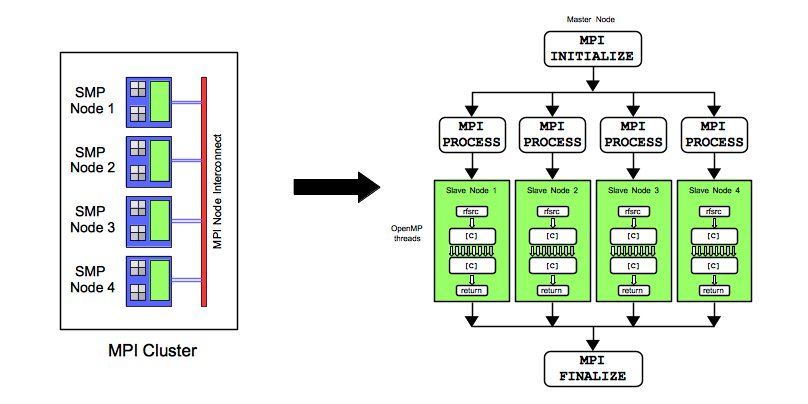 SMP
Node 1
SMP
Node 2
SMP
Node 3
SMP
Node 4
MPI Node Interconnect
MPI Cluster
Master Node
MPI
INITIALIZE
MPI
PROCESS
MPI
PROCESS
MPI
PROCESS
MPI
PROCESS
OpenMP
threads
Slave Node 1
rfsrc
[C]
[C]
return
Slave Node 2
rfsrc
[C]
[C]
return
Slave Node 3
rfsrc
[C]
[C]
return
Slave Node 4
rfsrc
[C]
[C]
return
MPI
FINALIZE